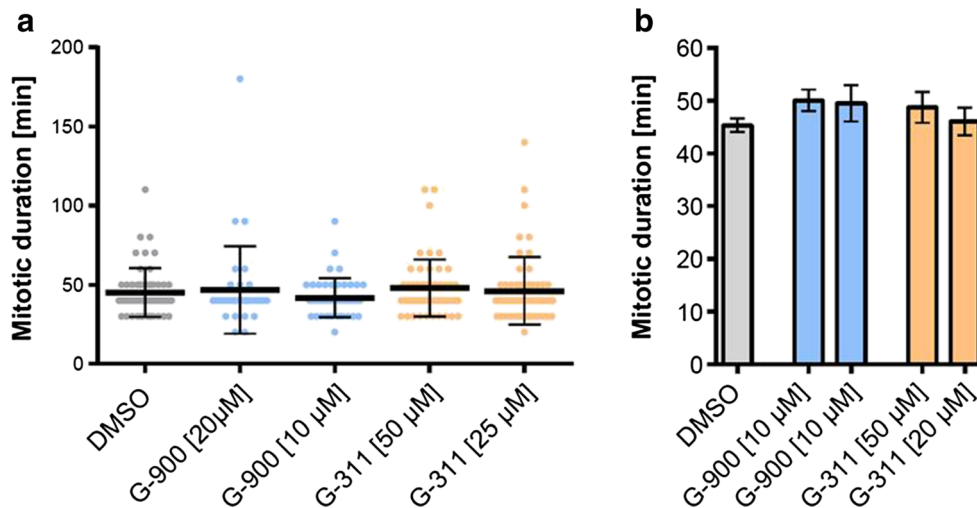 a
Mitotic duration [min]
200
150
100
50
0
DMSO
G-900 [20µM]
G-900 [10 µM]
G-311 [50 µM]
G-311 [25 µM]
b
Mitotic duration [min]
60
50
40
30
20
10
0
DMSO
G-900 [10 µM]
G-900 [10 µM]
G-311 [50 µM]
G-311 [20 µM]